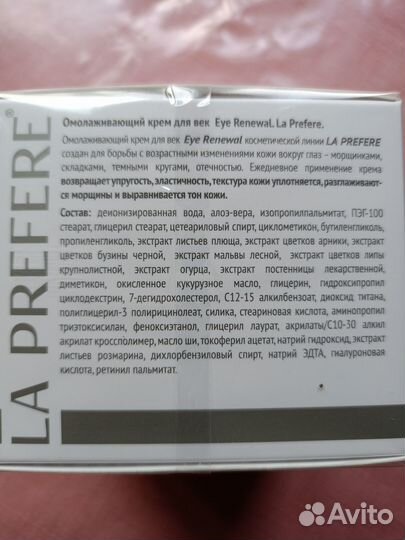 LA PREFERE®
Омолаживающий крем для век Eye Renewal. La Prefere.
Омолаживающий крем для век Eye Renewal косметической линии LA PREFERE
создан для борьбы с возрастными изменениями кожи вокруг глаз – морщинками,
складками, темными кругами, отечностью. Ежедневное применение крема
возвращает упругость, эластичность, текстура кожи уплотняется, разглаживают-
ся морщины и выравнивается тон кожи.
Состав: деионизированная вода, алоэ-вера, изопропилпальмитат, ПЭГ-100
стеарат, глицерил стеарат, цетеариловый спирт, циклометикон, бутиленгликоль,
пропиленгликоль, экстракт листьев плюща, экстракт цветков арники, экстракт
цветков бузины черной, экстракт мальвы лесной, экстракт цветков липы
крупнолистной, экстракт огурца, экстракт постенницы лекарственной,
диметикон, окисленное кукурузное масло, глицерин, гидроксипропил
циклодекстрин, 7-дегидрохолестерол, С12-15 алкилбензоат, диоксид титана,
полиглицерил-3 полирицинолеат, силика, стеариновая кислота, аминопропил
триэтоксисилан, феноксиэтанол, глицерил лаурат, акрилаты/С10-30 алкил
акрилат кроссполимер, масло ши, токоферил ацетат, натрий гидроксид, экстракт
листьев розмарина, дихлорбензиловый спирт, натрий ЭДТА, гиалуроновая
кислота, ретинил пальмитат.
Avito